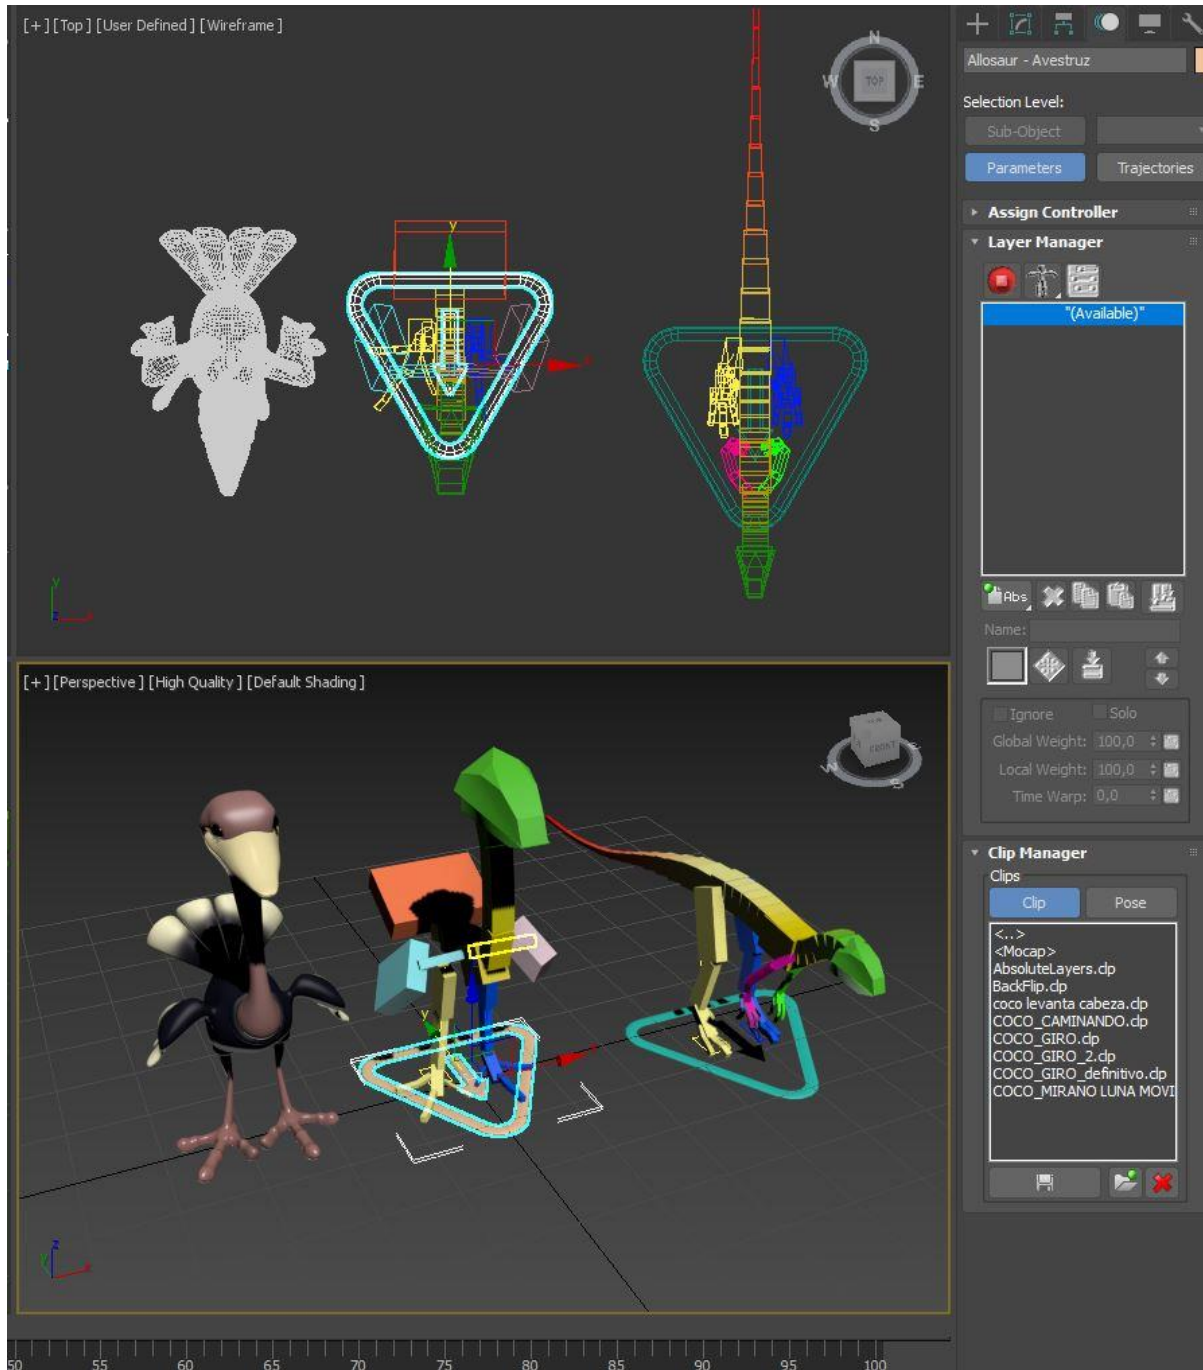 [+] [Top] [User Defined] [Wireframe]
N
W
TOP
E
S
y
x
y
x
[+] [Perspective] [High Quality] [Default Shading]
FRONT
W
S
y
z
x
50 55 60 65 70 75 80 85 90 95 100
Allosaur - Avestruz
Selection Level:
Sub-Object
Parameters
Trajectories
Assign Controller
Layer Manager
"(Available)"
Abs
Name:
Ignore
Solo
Global Weight: 100,0
Local Weight: 100,0
Time Warp: 0,0
Clip Manager
Clips
Clip
Pose
<..>
<Mocap>
AbsoluteLayers.clp
BackFlip.clp
coco levanta cabeza.clp
COCO_CAMINANDO.clp
COCO_GIRO.clp
COCO_GIRO_2.clp
COCO_GIRO_definitivo.clp
COCO_MIRANO LUNA MOVI